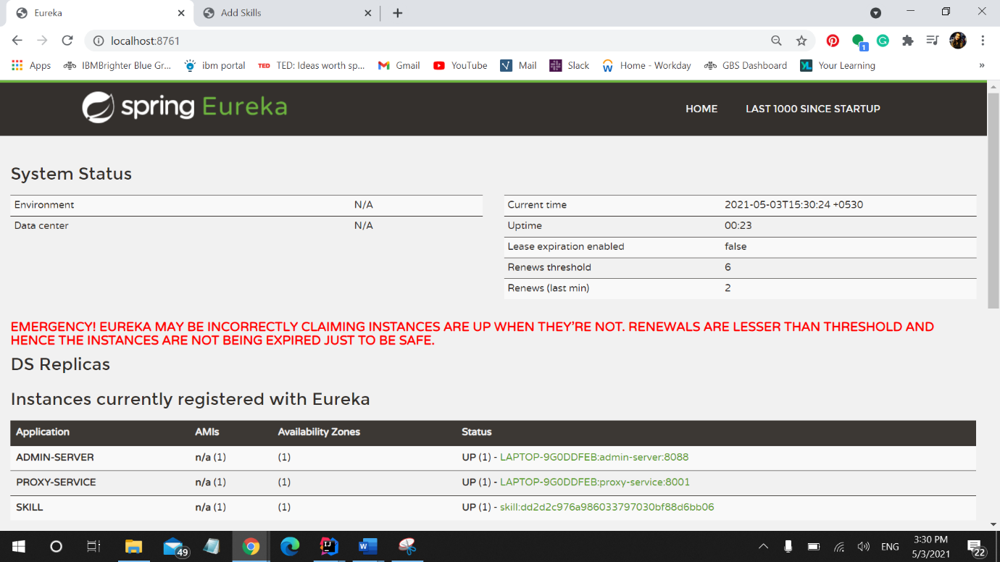 Eureka
Add Skills
localhost:8761
1
Apps
IBMBrighter Blue Gr...
ibm portal
TED TED: Ideas worth sp...
Gmail
YouTube
Mail
Slack
Home - Workday
GBS Dashboard
YL Your Learning
»
spring Eureka
HOME
LAST 1000 SINCE STARTUP
System Status
Environment N/A
Data center N/A
Current time 2021-05-03T15:30:24 +0530
Uptime 00:23
Lease expiration enabled false
Renews threshold 6
Renews (last min) 2
EMERGENCY! EUREKA MAY BE INCORRECTLY CLAIMING INSTANCES ARE UP WHEN THEY'RE NOT. RENEWALS ARE LESSER THAN THRESHOLD AND
HENCE THE INSTANCES ARE NOT BEING EXPIRED JUST TO BE SAFE.
DS Replicas
Instances currently registered with Eureka
Application AMIs Availability Zones Status
ADMIN-SERVER n/a (1) (1) UP (1) - LAPTOP-9G0DDFEB:admin-server:8088
PROXY-SERVICE n/a (1) (1) UP (1) - LAPTOP-9G0DDFEB:proxy-service:8001
SKILL n/a (1) (1) UP (1) - skill:dd2d2c976a986033797030bf88d6bb06
49
ENG
3:30 PM
5/3/2021
22